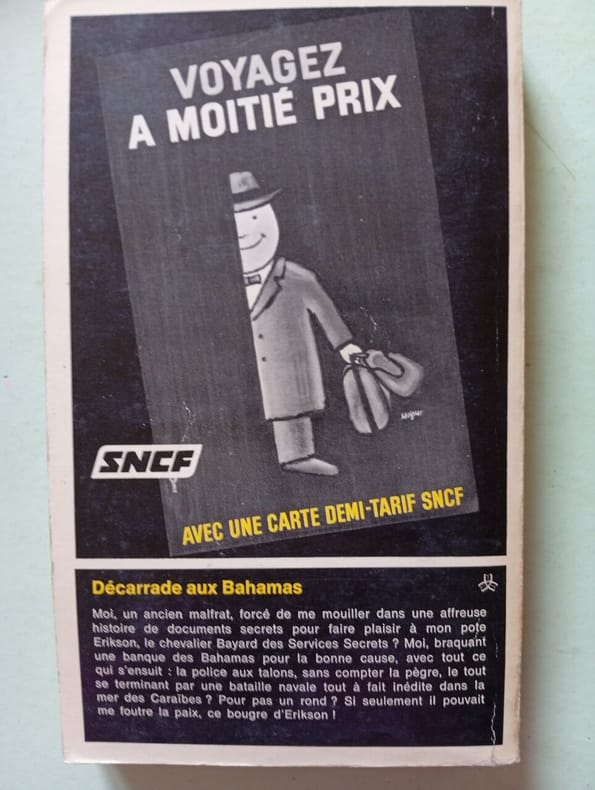 VOYAGEZ
A MOITIÉ PRIX
SNCF
AVEC UNE CARTE DEMI-TARIF SNCF
Décarrade aux Bahamas
Moi, un ancien malfrat, forcé de me mouiller dans une affreuse
histoire de documents secrets pour faire plaisir à mon pote
Erikson, le chevalier Bayard des Services Secrets ? Moi, braquant
une banque des Bahamas pour la bonne cause, avec tout ce
qui s'ensuit : la police aux talons, sans compter la pègre, le tout
se terminant par une bataille navale tout à fait inédite dans la
mer des Caraïbes ? Pour pas un rond ? Si seulement il pouvait
me foutre la paix, ce bougre d'Erikson !